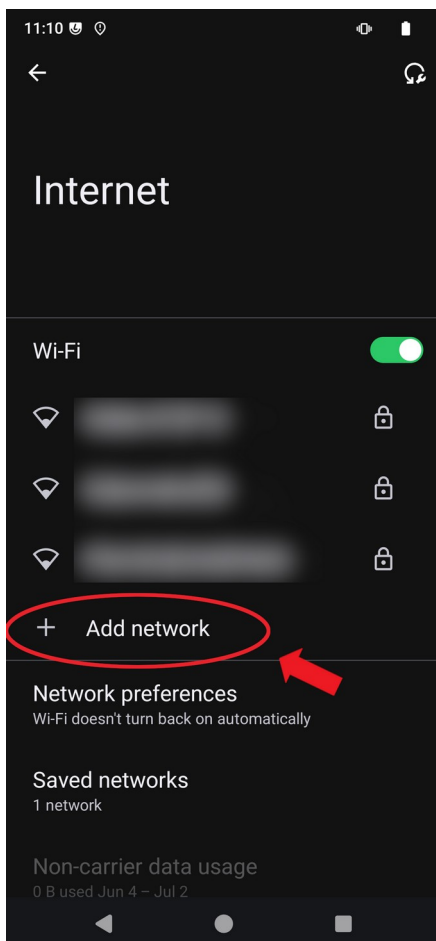 11:10
Internet
Wi-Fi
Add network
Network preferences
Wi-Fi doesn't turn back on automatically
Saved networks
1 network
Non-carrier data usage
0 B used Jun 4 – Jul 2